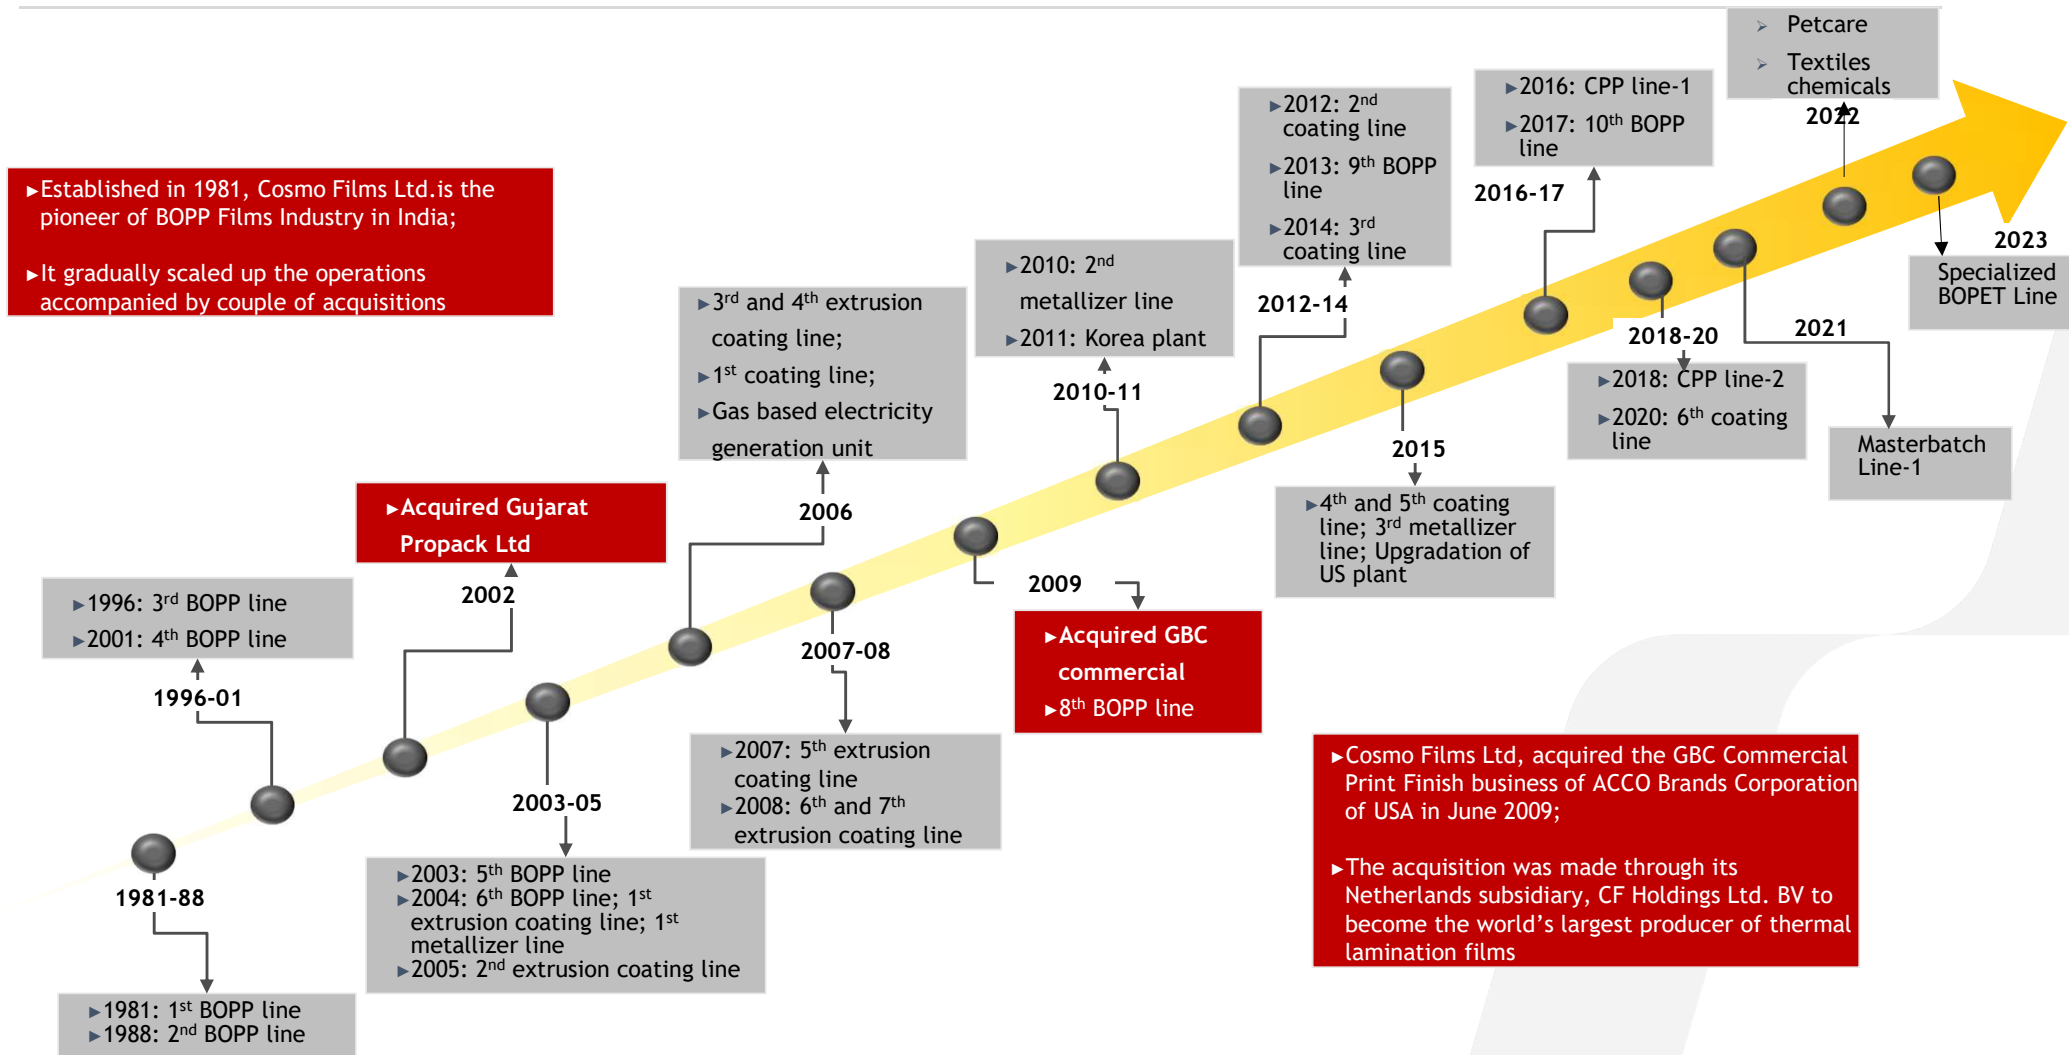 ►Established in 1981, Cosmo Films Ltd.is the
pioneer of BOPP Films Industry in India;
►It gradually scaled up the operations
accompanied by couple of acquisitions
1981-88
►1981: 1st BOPP line
►1988: 2nd BOPP line
►1996: 3rd BOPP line
►2001: 4th BOPP line
1996-01
►Acquired Gujarat
Propack Ltd
2002
2003-05
►2003: 5th BOPP line
►2004: 6th BOPP line; 1st
extrusion coating line; 1st
metallizer line
►2005: 2nd extrusion coating line
►3rd and 4th extrusion
coating line;
►1st coating line;
►Gas based electricity
generation unit
2006
2007-08
►2007: 5th extrusion
coating line
►2008: 6th and 7th
extrusion coating line
2009
►Acquired GBC
commercial
►8th BOPP line
►2010: 2nd
metallizer line
►2011: Korea plant
2010-11
►2012: 2nd
coating line
►2013: 9th BOPP
line
►2014: 3rd
coating line
2012-14
2015
►4th and 5th coating
line; 3rd metallizer
line; Upgradation of
US plant
►2016: CPP line-1
►2017: 10th BOPP
line
2016-17
2018-20
►2018: CPP line-2
►2020: 6th coating
line
2021
Masterbatch
Line-1
➢ Petcare
➢ Textiles
chemicals
2022
2023
Specialized
BOPET Line
►Cosmo Films Ltd, acquired the GBC Commercial
Print Finish business of ACCO Brands Corporation
of USA in June 2009;
►The acquisition was made through its
Netherlands subsidiary, CF Holdings Ltd. BV to
become the world's largest producer of thermal
lamination films